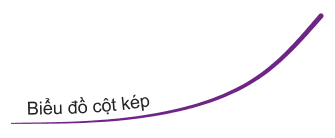 Biểu đồ cột kép